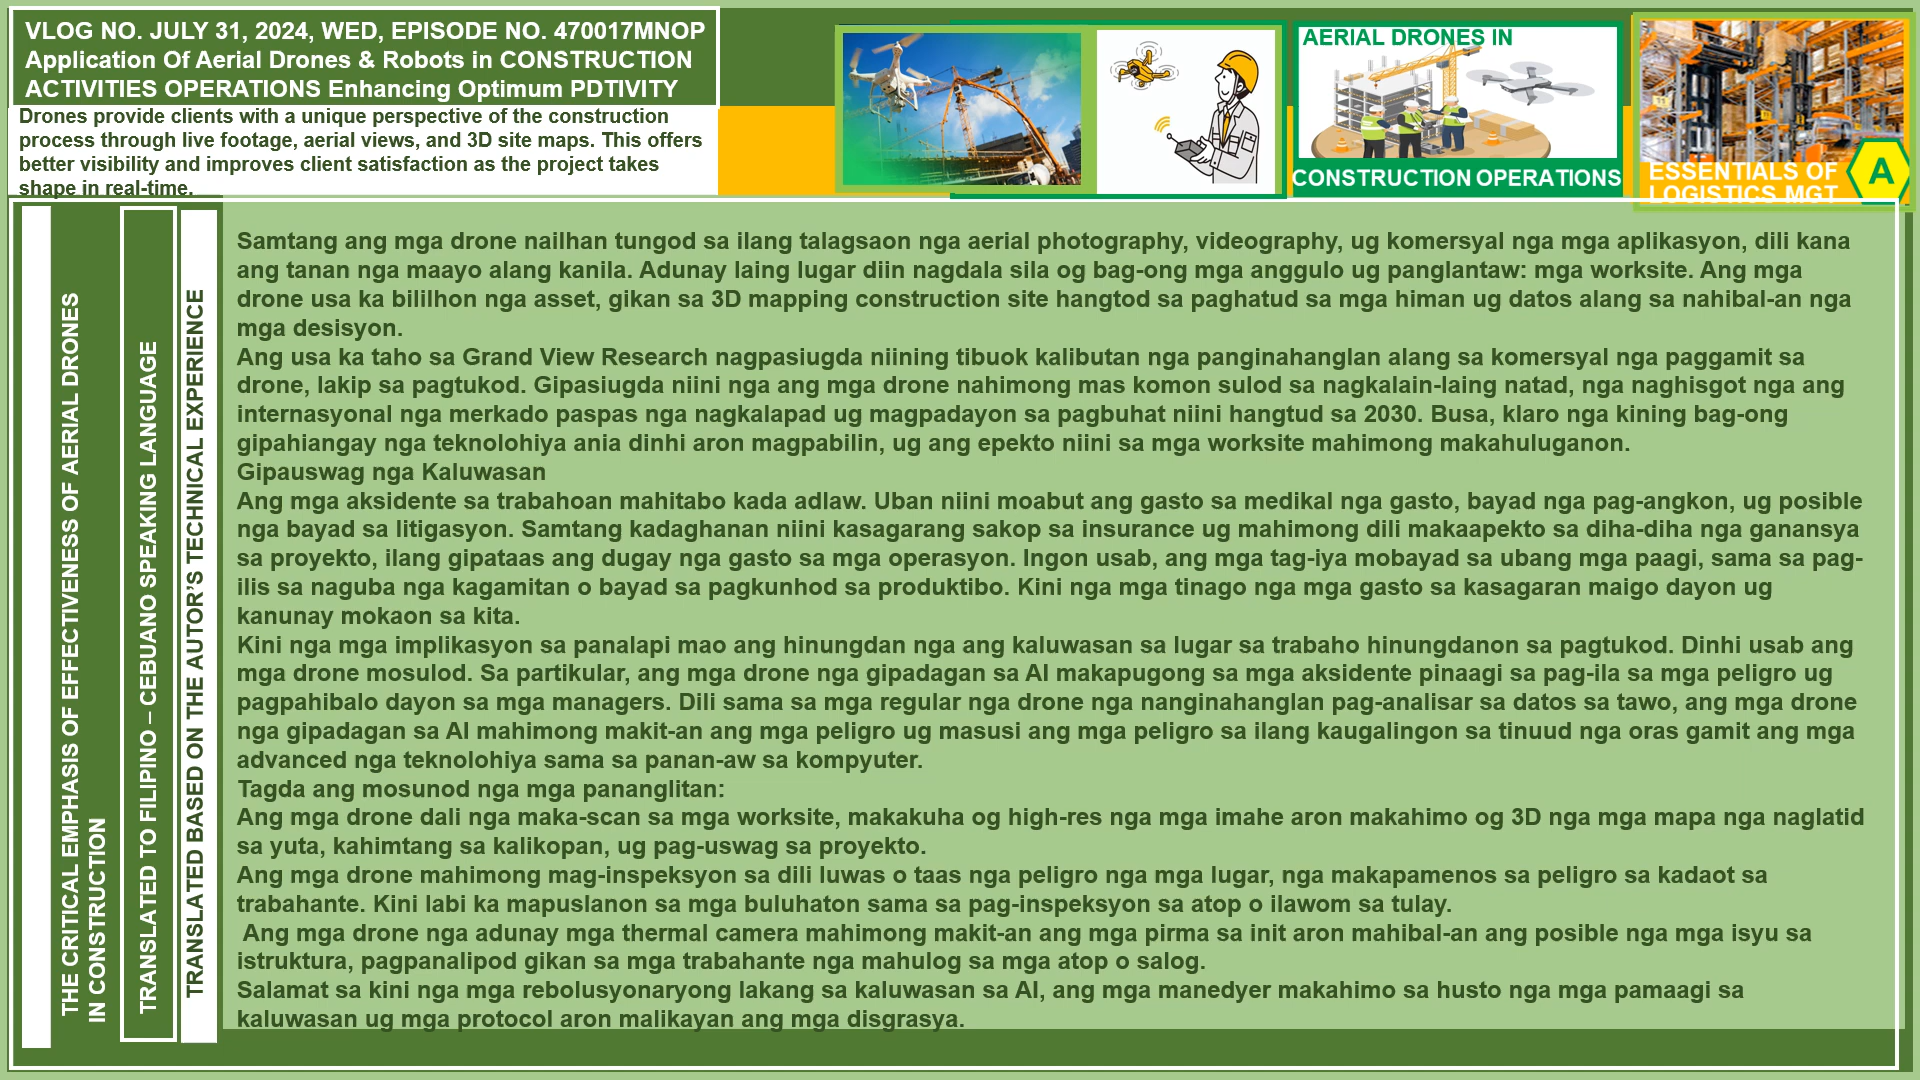 VLOG NO. JULY 31, 2024, WED, EPISODE NO. 470017MNOP
Application Of Aerial Drones & Robots in CONSTRUCTION
ACTIVITIES OPERATIONS Enhancing Optimum PDTIVITY
Drones provide clients with a unique perspective of the construction
process through live footage, aerial views, and 3D site maps. This offers
better visibility and improves client satisfaction as the project takes
shape in real-time.
AERIAL DRONES IN
CONSTRUCTION OPERATIONS
ESSENTIALS OF
LOGISTICS MGT
A
THE CRITICAL EMPHASIS OF EFFECTIVENESS OF AERIAL DRONES
IN CONSTRUCTION
TRANSLATED TO FILIPINO – CEBUANO SPEAKING LANGUAGE
TRANSLATED BASED ON THE AUTOR'S TECHNICAL EXPERIENCE
Samtang ang mga drone nailhan tungod sa ilang talagsaon nga aerial photography, videography, ug komersyal nga mga aplikasyon, dili kana
ang tanan nga maayo alang kanila. Adunay laing lugar diin nagdala sila og bag-ong mga anggulo ug panglantaw: mga worksite. Ang mga
drone usa ka bililhon nga asset, gikan sa 3D mapping construction site hangtod sa paghatud sa mga himan ug datos alang sa nahibal-an nga
mga desisyon.
Ang usa ka taho sa Grand View Research nagpasiugda niining tibuok kalibutan nga panginahanglan alang sa komersyal nga paggamit sa
drone, lakip sa pagtukod. Gipasiugda niini nga ang mga drone nahimong mas komon sulod sa nagkalain-laing natad, nga naghisgot nga ang
internasyonal nga merkado paspas nga nagkalapad ug magpadayon sa pagbuhat niini hangtud sa 2030. Busa, klaro nga kining bag-ong
gipahiangay nga teknolohiya ania dinhi aron magpabilin, ug ang epekto niini sa mga worksite mahimong makahuluganon.
Gipauswag nga Kaluwasan
Ang mga aksidente sa trabahoan mahitabo kada adlaw. Uban niini moabut ang gasto sa medikal nga gasto, bayad nga pag-angkon, ug posible
nga bayad sa litigasyon. Samtang kadaghanan niini kasagarang sakop sa insurance ug mahimong dili makaapekto sa diha-diha nga ganansya
sa proyekto, ilang gipataas ang dugay nga gasto sa mga operasyon. Ingon usab, ang mga tag-iya mobayad sa ubang mga paagi, sama sa pag-
ilis sa naguba nga kagamitan o bayad sa pagkunhod sa produktibo. Kini nga mga tinago nga mga gasto sa kasagaran maigo dayon ug
kanunay mokaon sa kita.
Kini nga mga implikasyon sa panalapi mao ang hinungdan nga ang kaluwasan sa lugar sa trabaho hinungdanon sa pagtukod. Dinhi usab ang
mga drone mosulod. Sa partikular, ang mga drone nga gipadagan sa AI makapugong sa mga aksidente pinaagi sa pag-ila sa mga peligro ug
pagpahibalo dayon sa mga managers. Dili sama sa mga regular nga drone nga nanginahanglan pag-analisar sa datos sa tawo, ang mga drone
nga gipadagan sa AI mahimong makit-an ang mga peligro ug masusi ang mga peligro sa ilang kaugalingon sa tinuud nga oras gamit ang mga
advanced nga teknolohiya sama sa panan-aw sa kompyuter.
Tagda ang mosunod nga mga pananglitan:
Ang mga drone dali nga maka-scan sa mga worksite, makakuha og high-res nga mga imahe aron makahimo og 3D nga mga mapa nga naglatid
sa yuta, kahimtang sa kalikopan, ug pag-uswag sa proyekto.
Ang mga drone mahimong mag-inspeksyon sa dili luwas o taas nga peligro nga mga lugar, nga makapamenos sa peligro sa kadaot sa
trabahante. Kini labi ka mapuslanon sa mga buluhaton sama sa pag-inspeksyon sa atop o ilawom sa tulay.
Ang mga drone nga adunay mga thermal camera mahimong makit-an ang mga pirma sa init aron mahibal-an ang posible nga mga isyu sa
istruktura, pagpanalipod gikan sa mga trabahante nga mahulog sa mga atop o salog.
Salamat sa kini nga mga rebolusyonaryong lakang sa kaluwasan sa AI, ang mga manedyer makahimo sa husto nga mga pamaagi sa
kaluwasan ug mga protocol aron malikayan ang mga disgrasya.